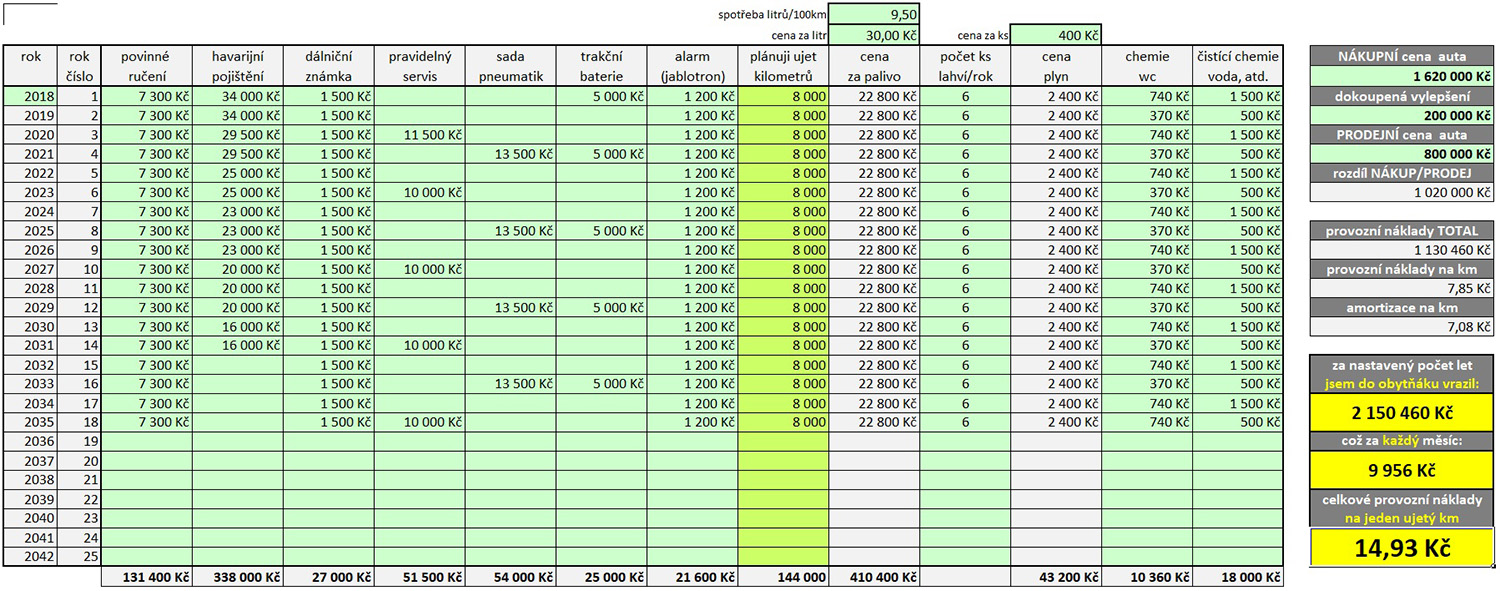 spotřeba litrů/100km 9,50
cena za litr 30,00 Kč cena za ks 400 Kč
rok rok povinné havarijní dálniční pravidelný sada trakční alarm plánuji ujet cena počet ks cena chemie čistící chemie
číslo ručení pojištění známka servis pneumatik baterie (jablotron) kilometrů za palivo lahví/rok plyn wc voda, atd.
2018 1 7 300 Kč 34 000 Kč 1 500 Kč 5 000 Kč 1 200 Kč 8 000 22 800 Kč 6 2 400 Kč 740 Kč 1 500 Kč
2019 2 7 300 Kč 34 000 Kč 1 500 Kč 1 200 Kč 8 000 22 800 Kč 6 2 400 Kč 370 Kč 500 Kč
2020 3 7 300 Kč 29 500 Kč 1 500 Kč 11 500 Kč 1 200 Kč 8 000 22 800 Kč 6 2 400 Kč 740 Kč 1 500 Kč
2021 4 7 300 Kč 29 500 Kč 1 500 Kč 13 500 Kč 5 000 Kč 1 200 Kč 8 000 22 800 Kč 6 2 400 Kč 370 Kč 500 Kč
2022 5 7 300 Kč 25 000 Kč 1 500 Kč 1 200 Kč 8 000 22 800 Kč 6 2 400 Kč 740 Kč 1 500 Kč
2023 6 7 300 Kč 25 000 Kč 1 500 Kč 10 000 Kč 1 200 Kč 8 000 22 800 Kč 6 2 400 Kč 370 Kč 500 Kč
2024 7 7 300 Kč 23 000 Kč 1 500 Kč 1 200 Kč 8 000 22 800 Kč 6 2 400 Kč 740 Kč 1 500 Kč
2025 8 7 300 Kč 23 000 Kč 1 500 Kč 13 500 Kč 5 000 Kč 1 200 Kč 8 000 22 800 Kč 6 2 400 Kč 370 Kč 500 Kč
2026 9 7 300 Kč 23 000 Kč 1 500 Kč 1 200 Kč 8 000 22 800 Kč 6 2 400 Kč 740 Kč 1 500 Kč
2027 10 7 300 Kč 20 000 Kč 1 500 Kč 10 000 Kč 1 200 Kč 8 000 22 800 Kč 6 2 400 Kč 370 Kč 500 Kč
2028 11 7 300 Kč 20 000 Kč 1 500 Kč 1 200 Kč 8 000 22 800 Kč 6 2 400 Kč 740 Kč 1 500 Kč
2029 12 7 300 Kč 20 000 Kč 1 500 Kč 13 500 Kč 5 000 Kč 1 200 Kč 8 000 22 800 Kč 6 2 400 Kč 370 Kč 500 Kč
2030 13 7 300 Kč 16 000 Kč 1 500 Kč 1 200 Kč 8 000 22 800 Kč 6 2 400 Kč 740 Kč 1 500 Kč
2031 14 7 300 Kč 16 000 Kč 1 500 Kč 10 000 Kč 1 200 Kč 8 000 22 800 Kč 6 2 400 Kč 370 Kč 500 Kč
2032 15 7 300 Kč 1 500 Kč 1 200 Kč 8 000 22 800 Kč 6 2 400 Kč 740 Kč 1 500 Kč
2033 16 7 300 Kč 1 500 Kč 13 500 Kč 5 000 Kč 1 200 Kč 8 000 22 800 Kč 6 2 400 Kč 370 Kč 500 Kč
2034 17 7 300 Kč 1 500 Kč 1 200 Kč 8 000 22 800 Kč 6 2 400 Kč 740 Kč 1 500 Kč
2035 18 7 300 Kč 1 500 Kč 10 000 Kč 1 200 Kč 8 000 22 800 Kč 6 2 400 Kč 740 Kč 500 Kč
2036 19
2037 20
2038 21
2039 22
2040 23
2041 24
2042 25
131 400 Kč 338 000 Kč 27 000 Kč 51 500 Kč 54 000 Kč 25 000 Kč 21 600 Kč 144 000 410 400 Kč 43 200 Kč 10 360 Kč 18 000 Kč
NÁKUPNÍ cena auta
1 620 000 Kč
dokoupená vylepšení
200 000 Kč
PRODEJNÍ cena auta
800 000 Kč
rozdíl NÁKUP/PRODEJ
1 020 000 Kč
provozní náklady TOTAL
1 130 460 Kč
provozní náklady na km
7,85 Kč
amortizace na km
7,08 Kč
za nastavený počet let
jsem do obytňáku vrazil:
2 150 460 Kč
což za každý měsíc:
9 956 Kč
celkové provozní náklady
na jeden ujetý km
14,93 Kč